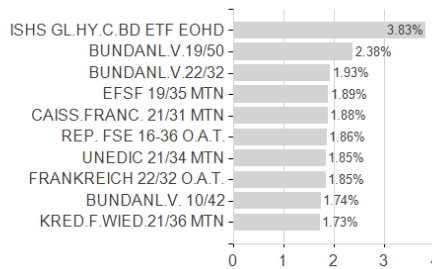 ISHS GL.HY.C.BD ETF EOHD 3.83%
BUNDANL.V.19/50 2.38%
BUNDANL.V.22/32 1.93%
EFSF 19/35 MTN 1.89%
CAISS.FRANC. 21/31 MTN 1.88%
REP. FSE 16-36 O.A.T. 1.86%
UNEDIC 21/34 MTN 1.85%
FRANKREICH 22/32 O.A.T. 1.85%
BUNDANL.V. 10/42 1.74%
KRED.F.WIED.21/36 MTN 1.73%
0 1 2 3